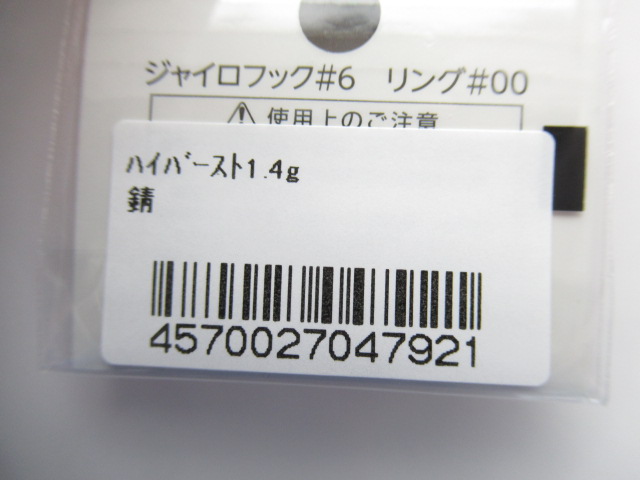 ジャイロフック#6 リング#00
⚠使用上のご注意
ﾊｲﾊﾞｰｽﾄ1.4g
錆
4570027047921